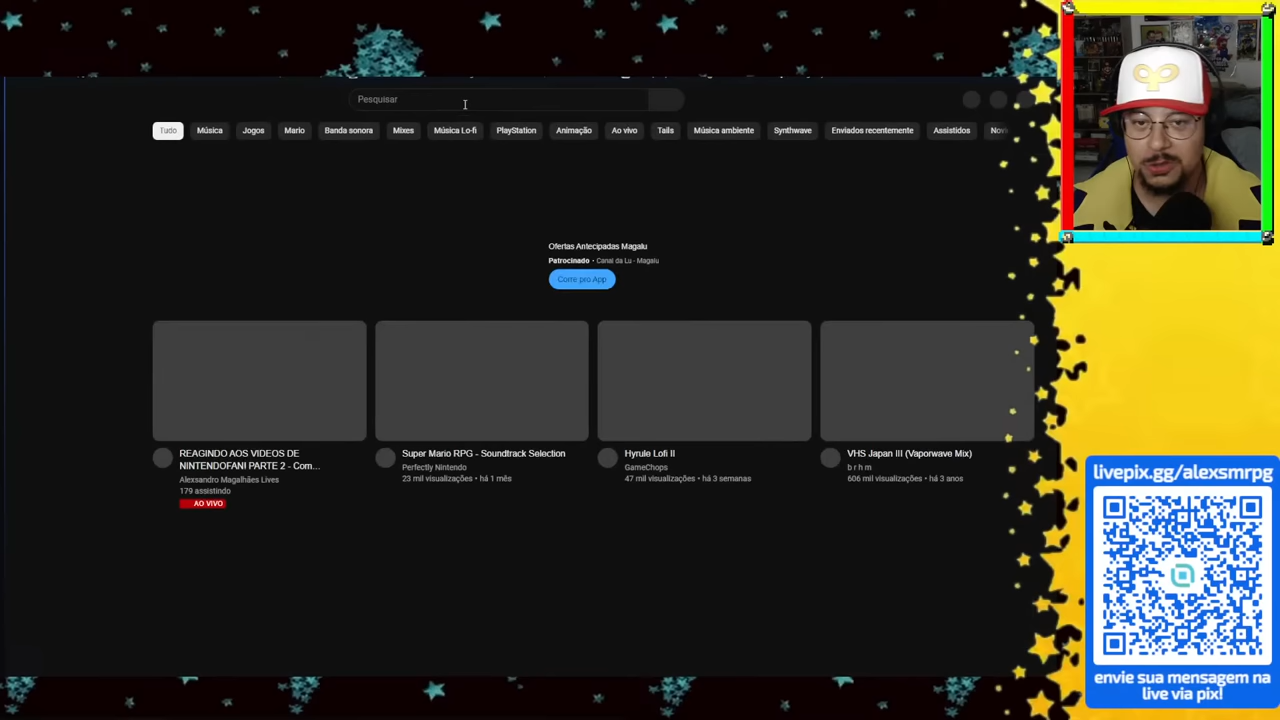 Pesquisar
Tudo
Música
Jogos
Mario
Banda sonora
Mixes
Música Lo-fi
PlayStation
Animação
Ao vivo
Tails
Música ambiente
Synthwave
Enviados recentemente
Assistidos
Ofertas Antecipadas Magalu
Patrocinado • Canal da Lu - Magalu
Corre pro App
REAGINDO AOS VIDEOS DE
NINTENDOFANI PARTE 2 - Com...
Alexsandro Magalhães Lives
179 assistindo
AO VIVO
Super Mario RPG - Soundtrack Selection
Perfectly Nintendo
23 mil visualizações • há 1 mês
Hyrule Lofi II
GameChops
47 mil visualizações • há 3 semanas
VHS Japan III (Vaporwave Mix)
b r h m
606 mil visualizações • há 3 anos
livepix.gg/alexsmrpg
envie sua mensagem na
live via pix!